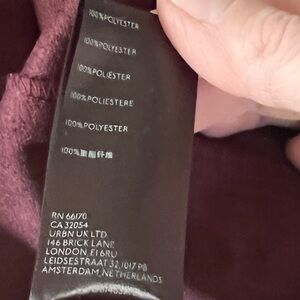 100%POLYESTER
100%POLYESTER
100%POLIESTER
100%POLIESTERE
100%POLYESTER
100%聚酯纤维
RN 66170
CA 32054
URBN UK LTD.
146 BRICK LANE
LONDON, E1 6RU
LEIDSESTRAAT 32, 1017 PB
AMSTERDAM, NETHERLANDS